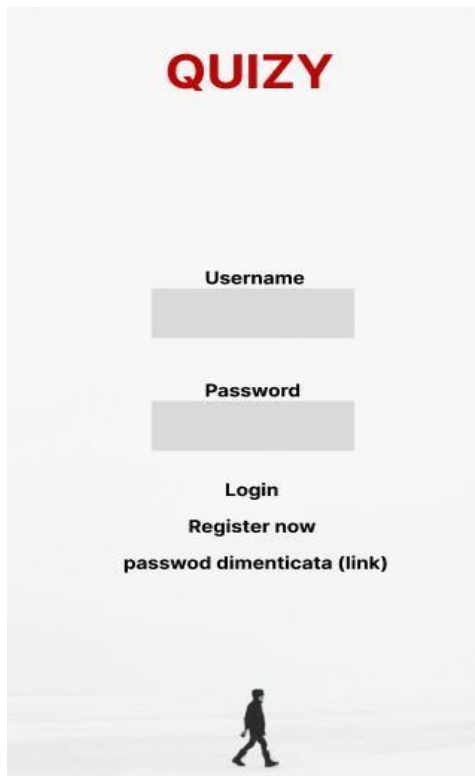 QUIZY
Username
Password
Login
Register now
passwod dimenticata (link)